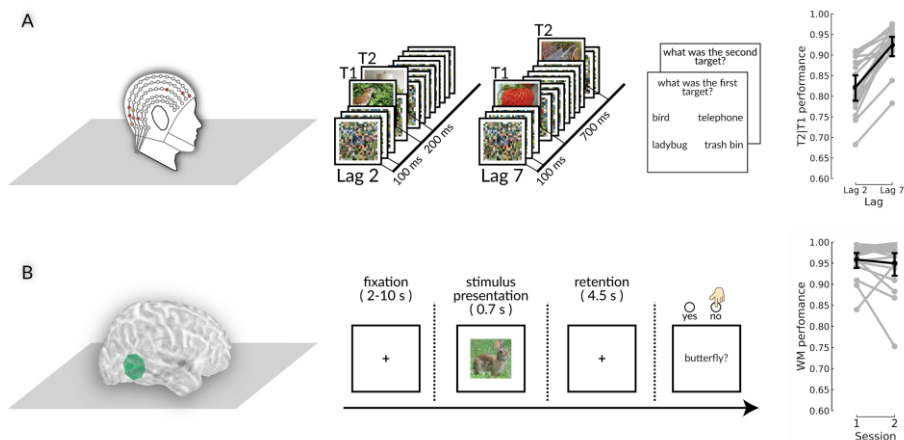 A
T1
T2
Lag 2
100 ms
200 ms
T1
T2
Lag 7
100 ms
700 ms
what was the second
target?
what was the first
target?
bird
telephone
ladybug
trash bin
T2|T1 performance
1.00
0.95
0.90
0.85
0.80
0.75
0.70
0.65
0.60
Lag 2
Lag 7
Lag
B
fixation
( 2-10 s )
stimulus
presentation
( 0.7 s )
retention
( 4.5 s )
yes
no
butterfly?
WM perfomance
1.00
0.95
0.90
0.85
0.80
0.75
0.70
0.65
0.60
1
2
Session